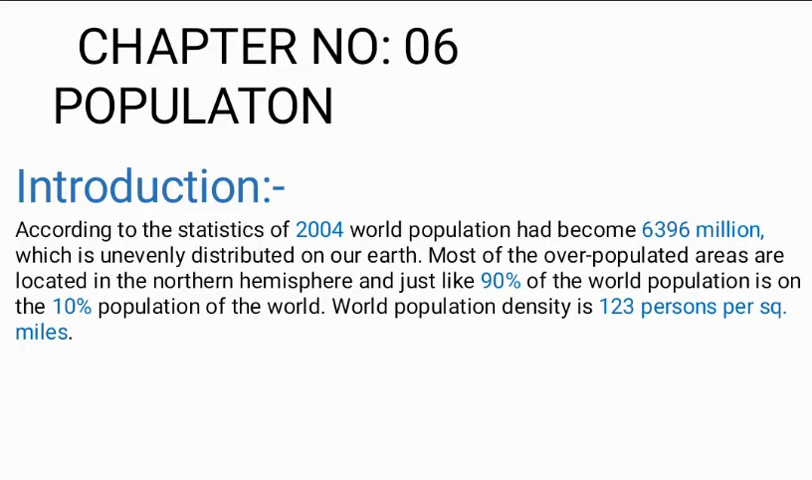 CHAPTER NO: 06
POPULATON
Introduction:-
According to the statistics of 2004 world population had become 6396 million,
which is unevenly distributed on our earth. Most of the over-populated areas are
located in the northern hemisphere and just like 90% of the world population is on
the 10% population of the world. World population density is 123 persons per sq.
miles.